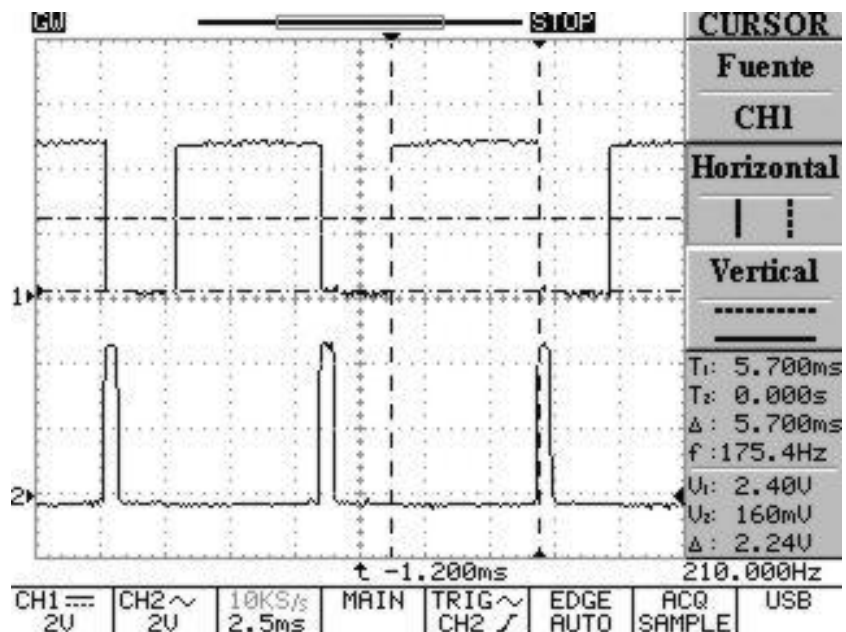 GW STOP CURSOR
Fuente
CH1
Horizontal
Vertical
1
2
T1: 5.700ms
T2: 0.000s
Δ: 5.700ms
f:175.4Hz
V1: 2.40V
V2: 160mV
Δ: 2.24V
t -1.200ms 210.000Hz
CH1 CH2 10KS/s MAIN TRIG EDGE ACQ USB
2V 2V 2.5ms CH2 AUTO SAMPLE